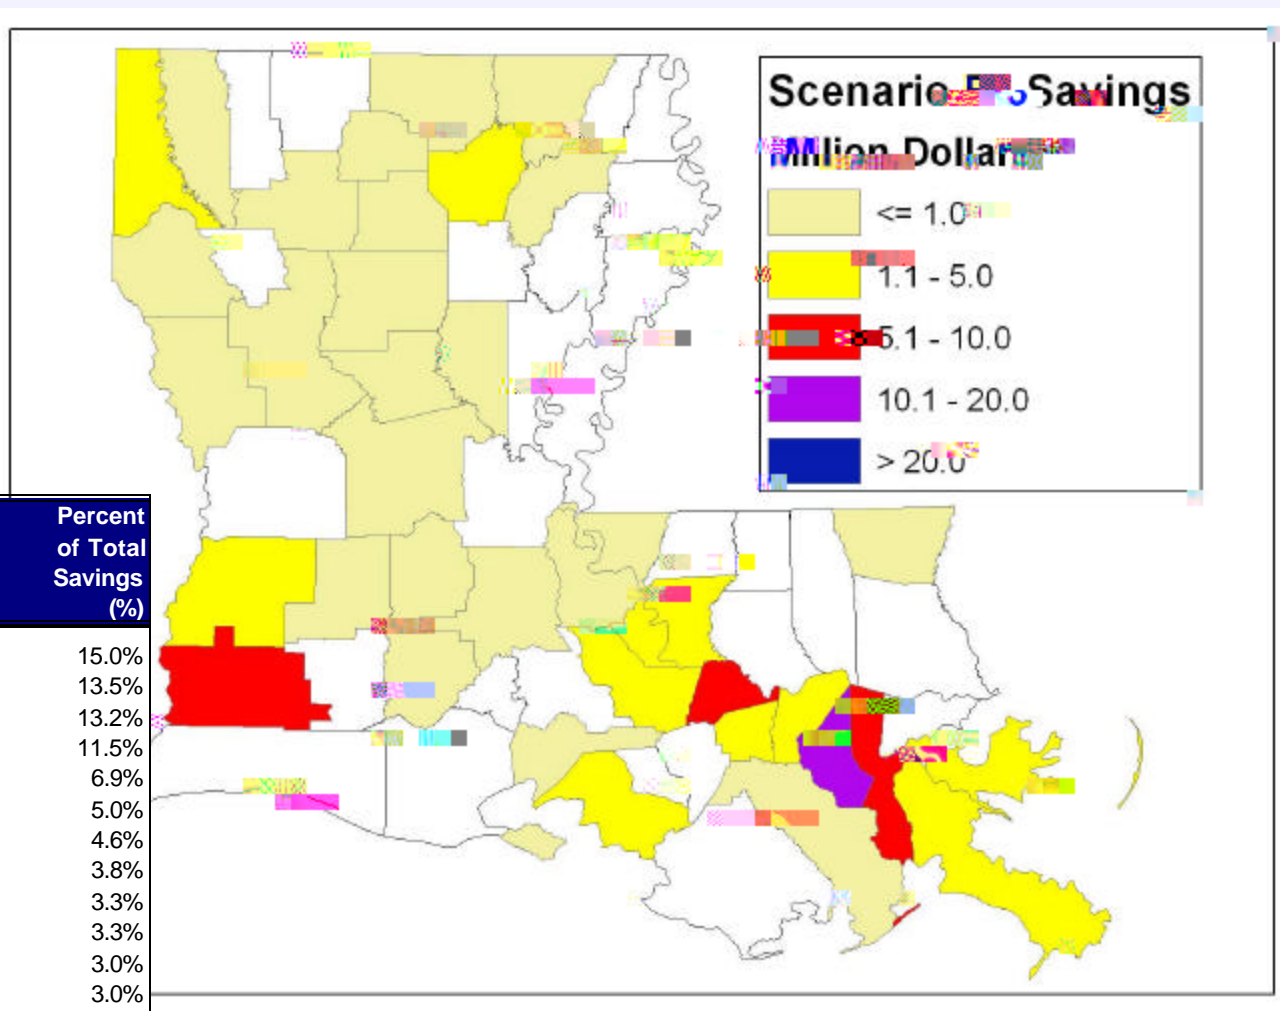 Scenario Savings
Million Dollar
<= 1.0
1.1 - 5.0
5.1 - 10.0
10.1 - 20.0
> 20.0
Percent
of Total
Savings
(%)
15.0%
13.5%
13.2%
11.5%
6.9%
5.0%
4.6%
3.8%
3.3%
3.3%
3.0%
3.0%